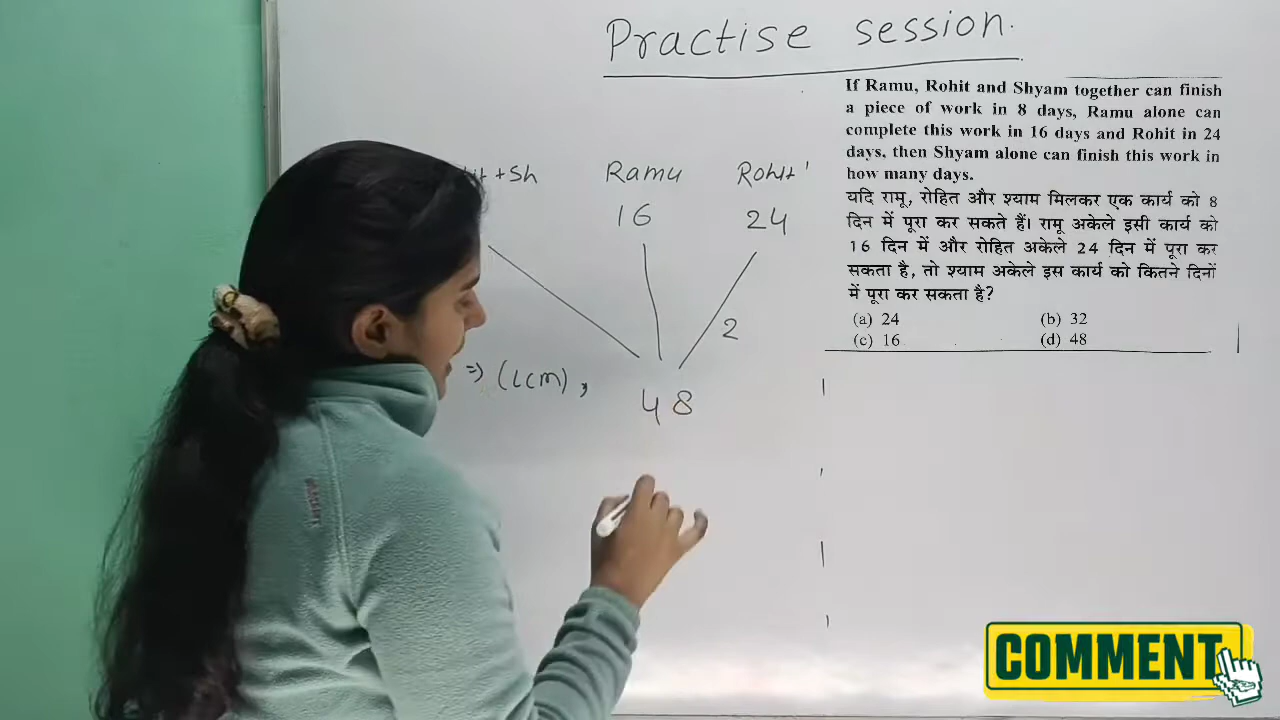 Practise session.
If Ramu, Rohit and Shyam together can finish
a piece of work in 8 days, Ramu alone can
complete this work in 16 days and Rohit in 24
days, then Shyam alone can finish this work in
how many days.
यदि रामू, रोहित और श्याम मिलकर एक कार्य को 8
दिन में पूरा कर सकते हैं। रामू अकेले इसी कार्य को
16 दिन में और रोहित अकेले 24 दिन में पूरा कर
सकता है, तो श्याम अकेले इस कार्य को कितने दिनों
में पूरा कर सकता है?
(a) 24 (b) 32
(c) 16 (d) 48
+ Sh Ramu Rohit
16 24
2
=> (LCM), 48
COMMENT